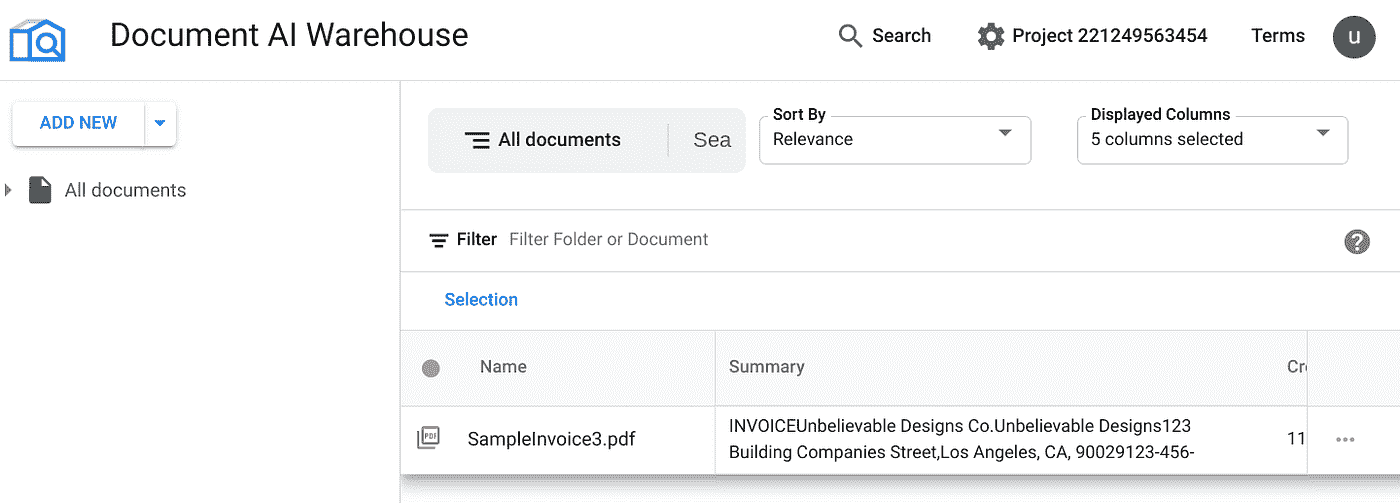 Document AI Warehouse
Search
Project 221249563454
Terms
u
ADD NEW
All documents
All documents
Sea
Sort By
Relevance
Displayed Columns
5 columns selected
Filter Filter Folder or Document
?
Selection
Name
Summary
Cre
PDF
SampleInvoice3.pdf
INVOICEUnbelievable Designs Co.Unbelievable Designs123
Building Companies Street,Los Angeles, CA, 90029123-456-
11